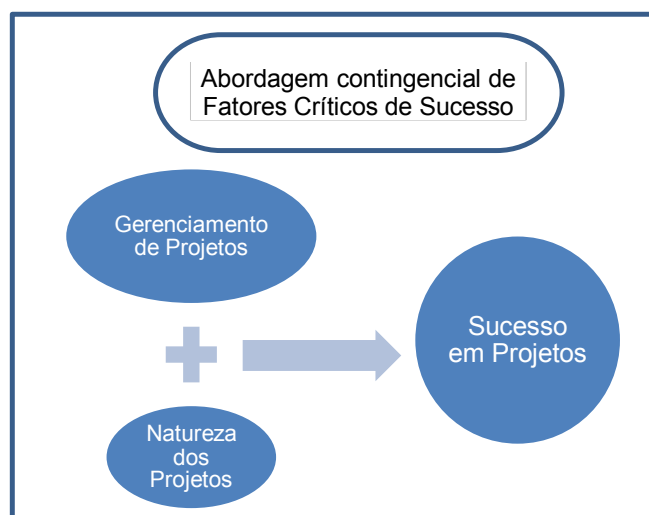 Abordagem contingencial de
Fatores Críticos de Sucesso
Gerenciamento
de Projetos
Sucesso
em Projetos
Natureza
dos
Projetos